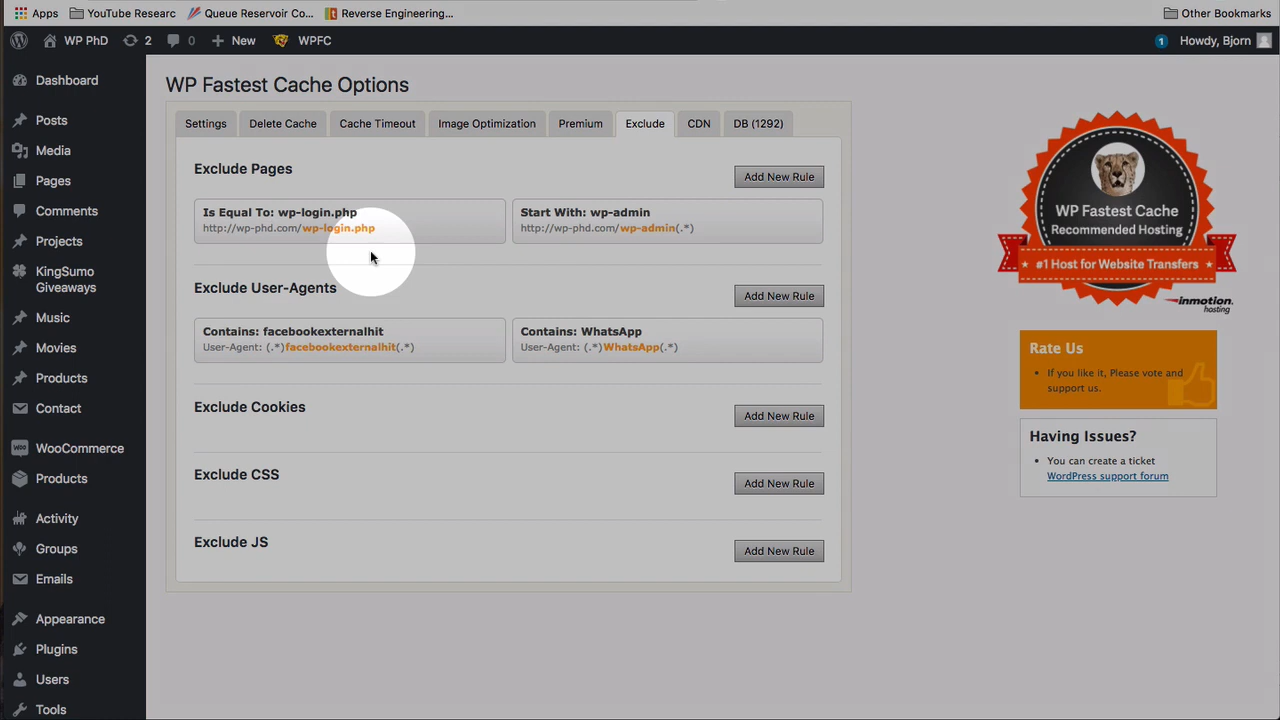 Apps
YouTube Researc
Queue Reservoir Co...
Reverse Engineering...
Other Bookmarks
WP PhD
2
0
New
WPFC
1
Howdy, Bjorn
Dashboard
Posts
Media
Pages
Comments
Projects
KingSumo
Giveaways
Music
Movies
Products
Contact
WooCommerce
Products
Activity
Groups
Emails
Appearance
Plugins
Users
Tools
WP Fastest Cache Options
Settings
Delete Cache
Cache Timeout
Image Optimization
Premium
Exclude
CDN
DB (1292)
Exclude Pages
Add New Rule
Is Equal To: wp-login.php
http://wp-phd.com/wp-login.php
Start With: wp-admin
http://wp-phd.com/wp-admin(.*)
Exclude User-Agents
Add New Rule
Contains: facebookexternalhit
User-Agent: (.*)facebookexternalhit(.*)
Contains: WhatsApp
User-Agent: (.*)WhatsApp(.*)
Exclude Cookies
Add New Rule
Exclude CSS
Add New Rule
Exclude JS
Add New Rule
WP Fastest Cache
Recommended Hosting
#1 Host for Website Transfers
inmotion
hosting
Rate Us
If you like it, Please vote and
support us.
Having Issues?
You can create a ticket
WordPress support forum